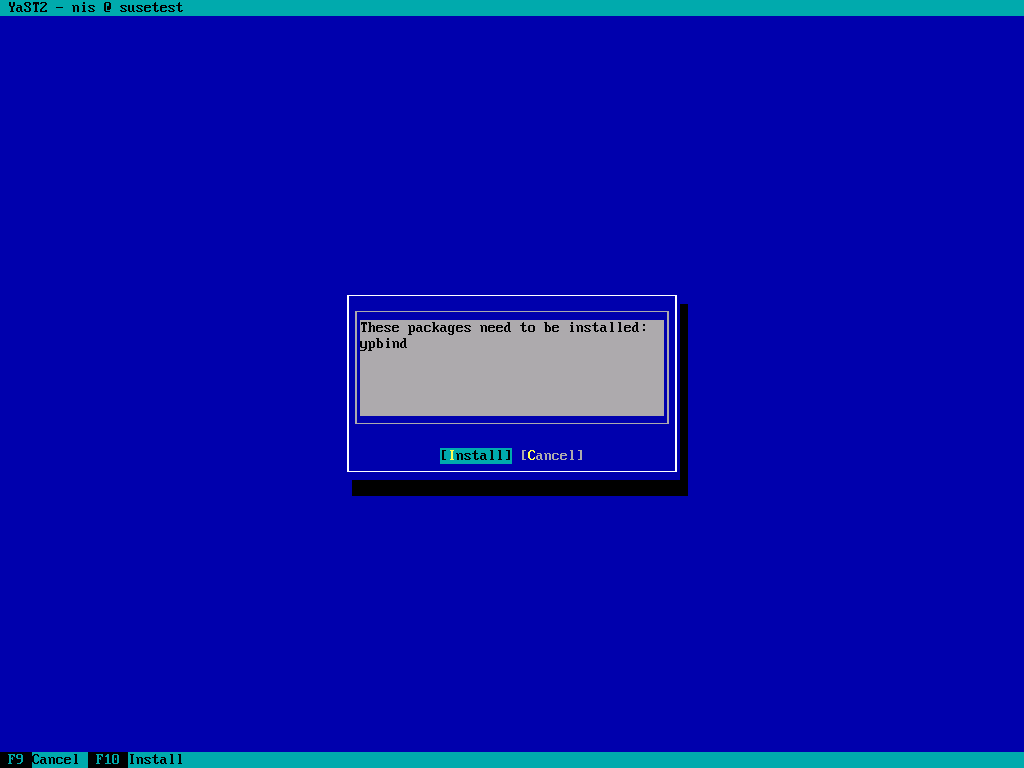 YaST2 - nis @ susetest
These packages need to be installed:
ypbind
[Install] [Cancel]
F9 Cancel F10 Install